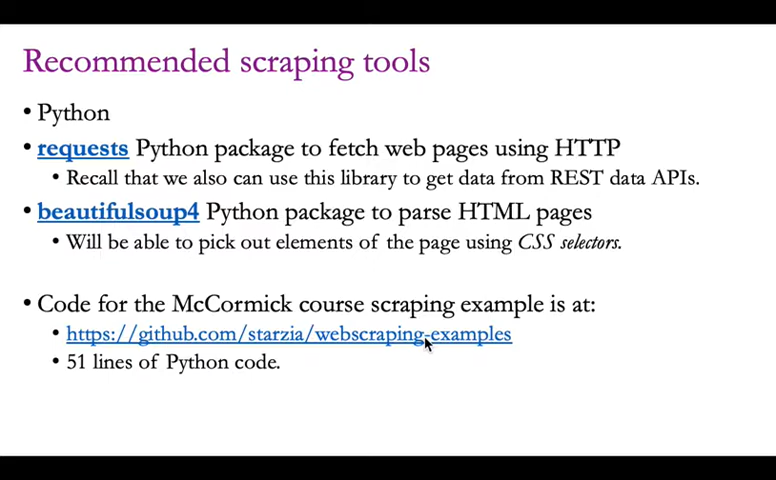 Recommended scraping tools
• Python
• requests Python package to fetch web pages using HTTP
• Recall that we also can use this library to get data from REST data APIs.
• beautifulsoup4 Python package to parse HTML pages
• Will be able to pick out elements of the page using CSS selectors.
• Code for the McCormick course scraping example is at:
• https://github.com/starzia/webscraping-examples
• 51 lines of Python code.